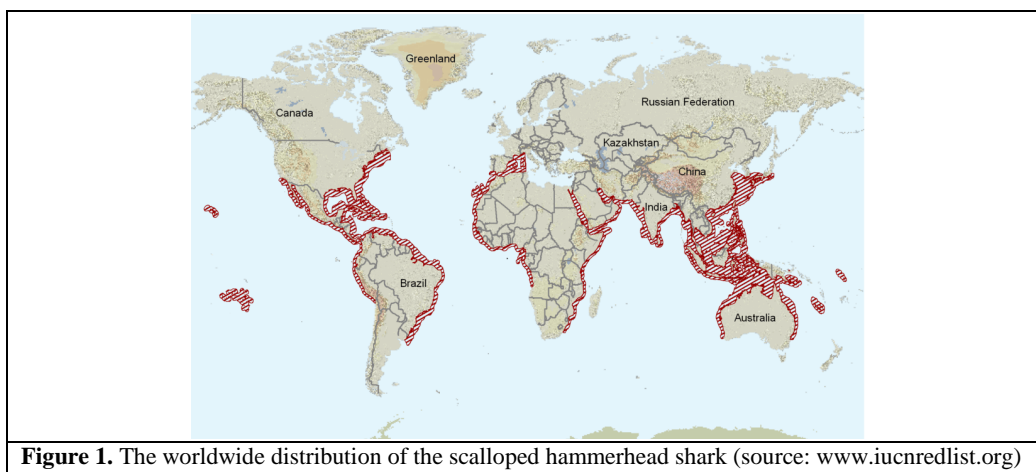 Greenland
Canada
Russian Federation
Kazakhstan
China
India
Brazil
Australia
Figure 1. The worldwide distribution of the scalloped hammerhead shark (source: www.iucnredlist.org)